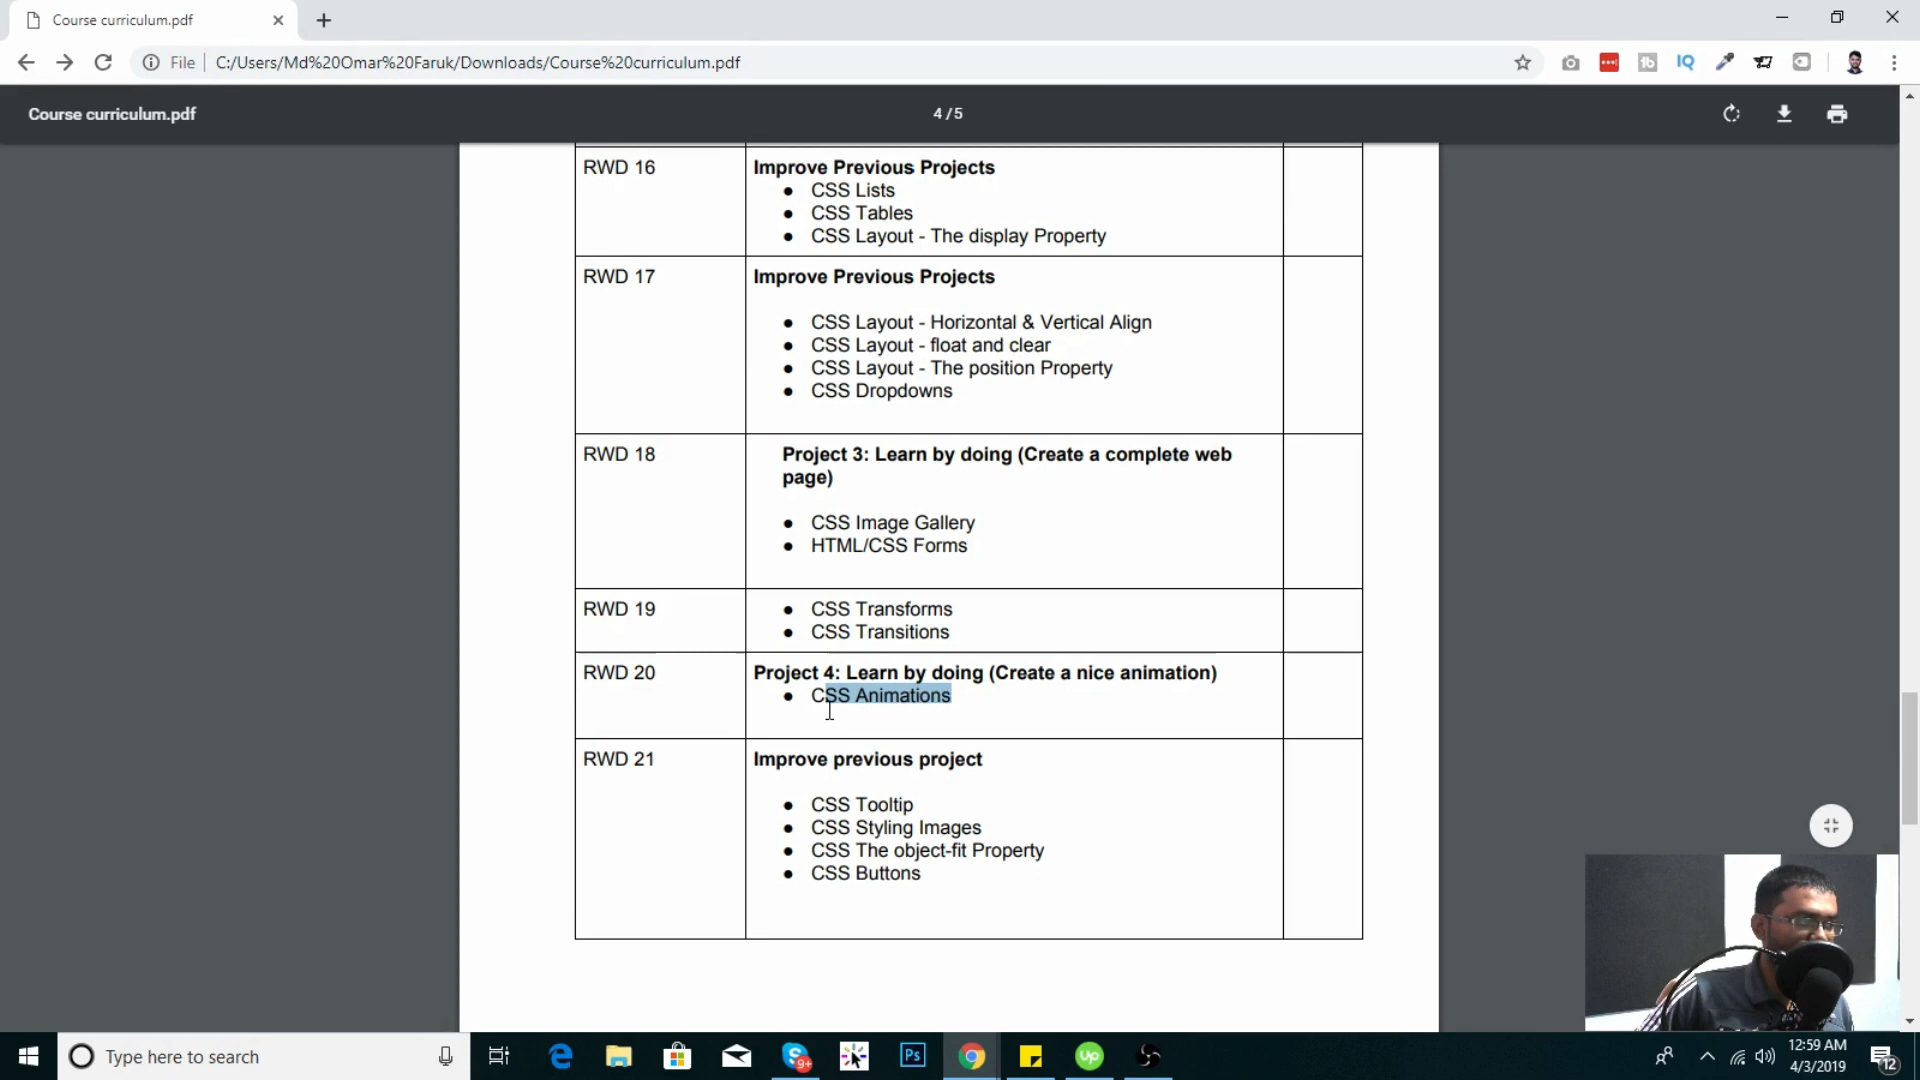 Course curriculum.pdf
File
C:/Users/Md%20Omar%20Faruk/Downloads/Course%20curriculum.pdf
IQ
Course curriculum.pdf
4 / 5
RWD 16
Improve Previous Projects
● CSS Lists
● CSS Tables
● CSS Layout - The display Property
RWD 17
Improve Previous Projects
● CSS Layout - Horizontal & Vertical Align
● CSS Layout - float and clear
● CSS Layout - The position Property
● CSS Dropdowns
RWD 18
Project 3: Learn by doing (Create a complete web
page)
● CSS Image Gallery
● HTML/CSS Forms
RWD 19
● CSS Transforms
● CSS Transitions
RWD 20
Project 4: Learn by doing (Create a nice animation)
● CSS Animations
RWD 21
Improve previous project
● CSS Tooltip
● CSS Styling Images
● CSS The object-fit Property
● CSS Buttons
Type here to search
9+
Ps
up
12:59 AM
4/3/2019
12